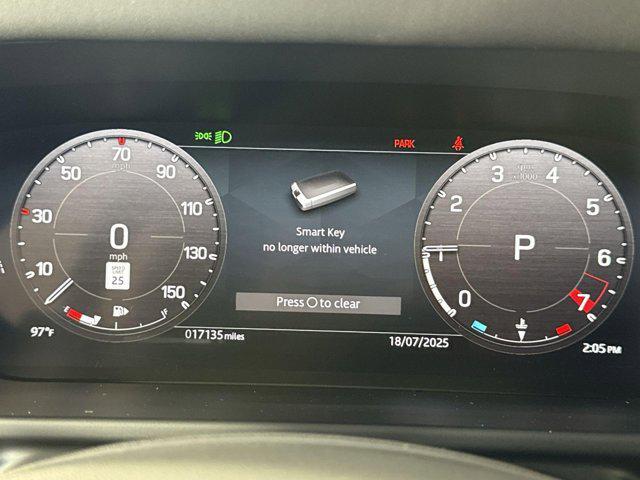 70
mph
50
90
30
110
0
mph
10
130
SPEED
LIMIT
25
150
97°F
PARK
Smart Key
no longer within vehicle
Press O to clear
017135 miles
18/07/2025
3
4
x1000
2
5
1
P
6
0
7
2:05 PM